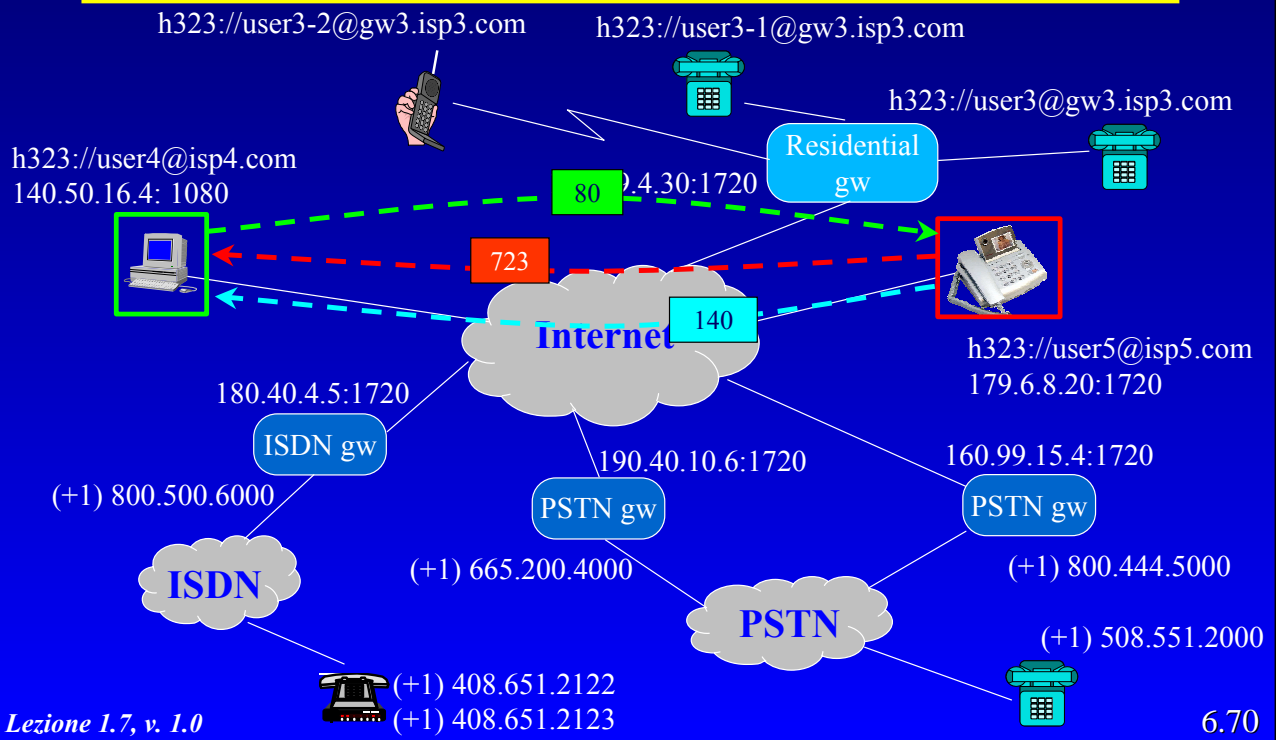 h323://user3-2@gw3.isp3.com
h323://user3-1@gw3.isp3.com
h323://user3@gw3.isp3.com
Residential
gw
h323://user4@isp4.com
140.50.16.4: 1080
80
9.4.30:1720
723
140
Internet
h323://user5@isp5.com
179.6.8.20:1720
180.40.4.5:1720
ISDN gw
190.40.10.6:1720
160.99.15.4:1720
(+1) 800.500.6000
PSTN gw
PSTN gw
(+1) 665.200.4000
(+1) 800.444.5000
ISDN
PSTN
(+1) 508.551.2000
(+1) 408.651.2122
(+1) 408.651.2123
Lezione 1.7, v. 1.0
6.70